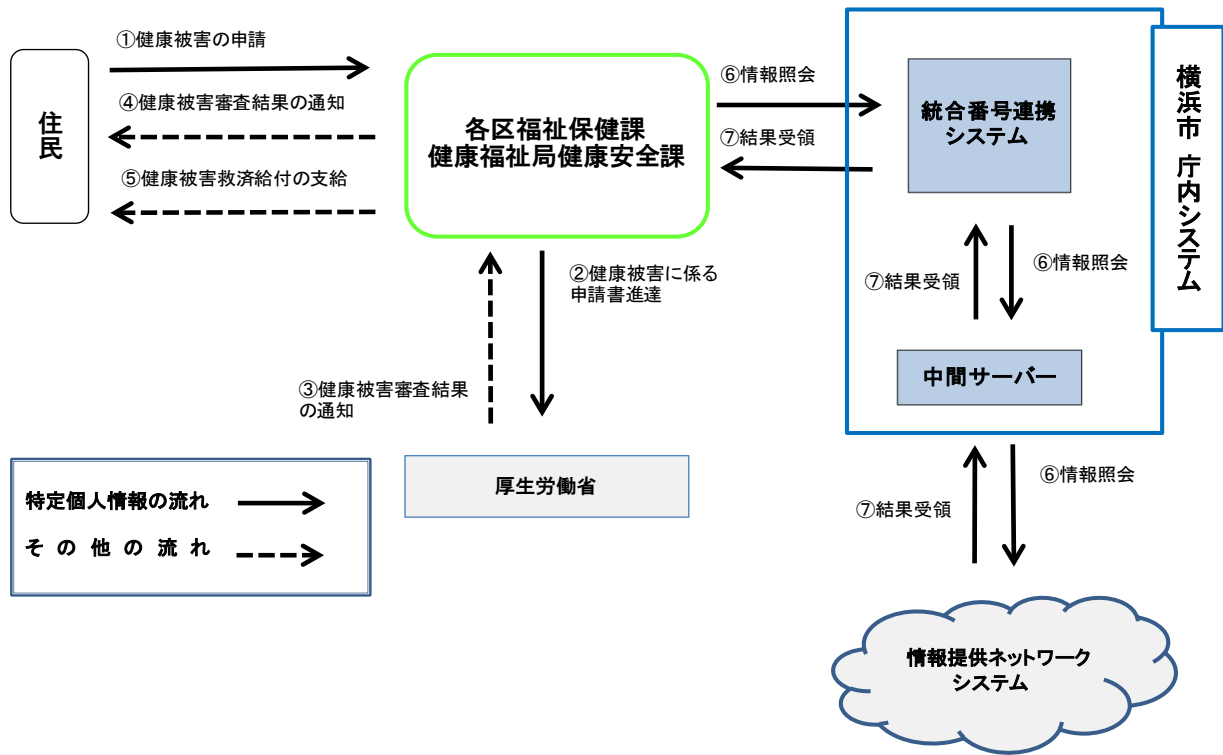 ①健康被害の申請
④健康被害審査結果の通知
⑤健康被害救済給付の支給
住民
各区福祉保健課
健康福祉局健康安全課
⑥情報照会
⑦結果受領
統合番号連携
システム
横浜市 庁内システム
⑦結果受領
⑥情報照会
中間サーバー
②健康被害に係る
申請書進達
③健康被害審査結果
の通知
厚生労働省
特定個人情報の流れ
その他の流れ
⑦結果受領
⑥情報照会
情報提供ネットワーク
システム